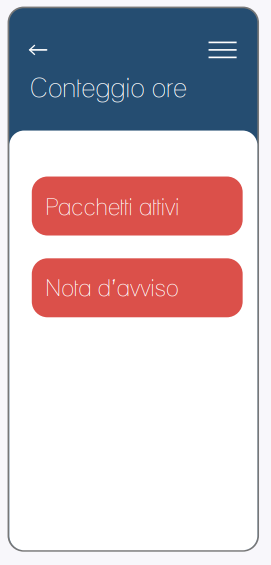 Conteggio ore
Pacchetti attivi
Nota d'avviso